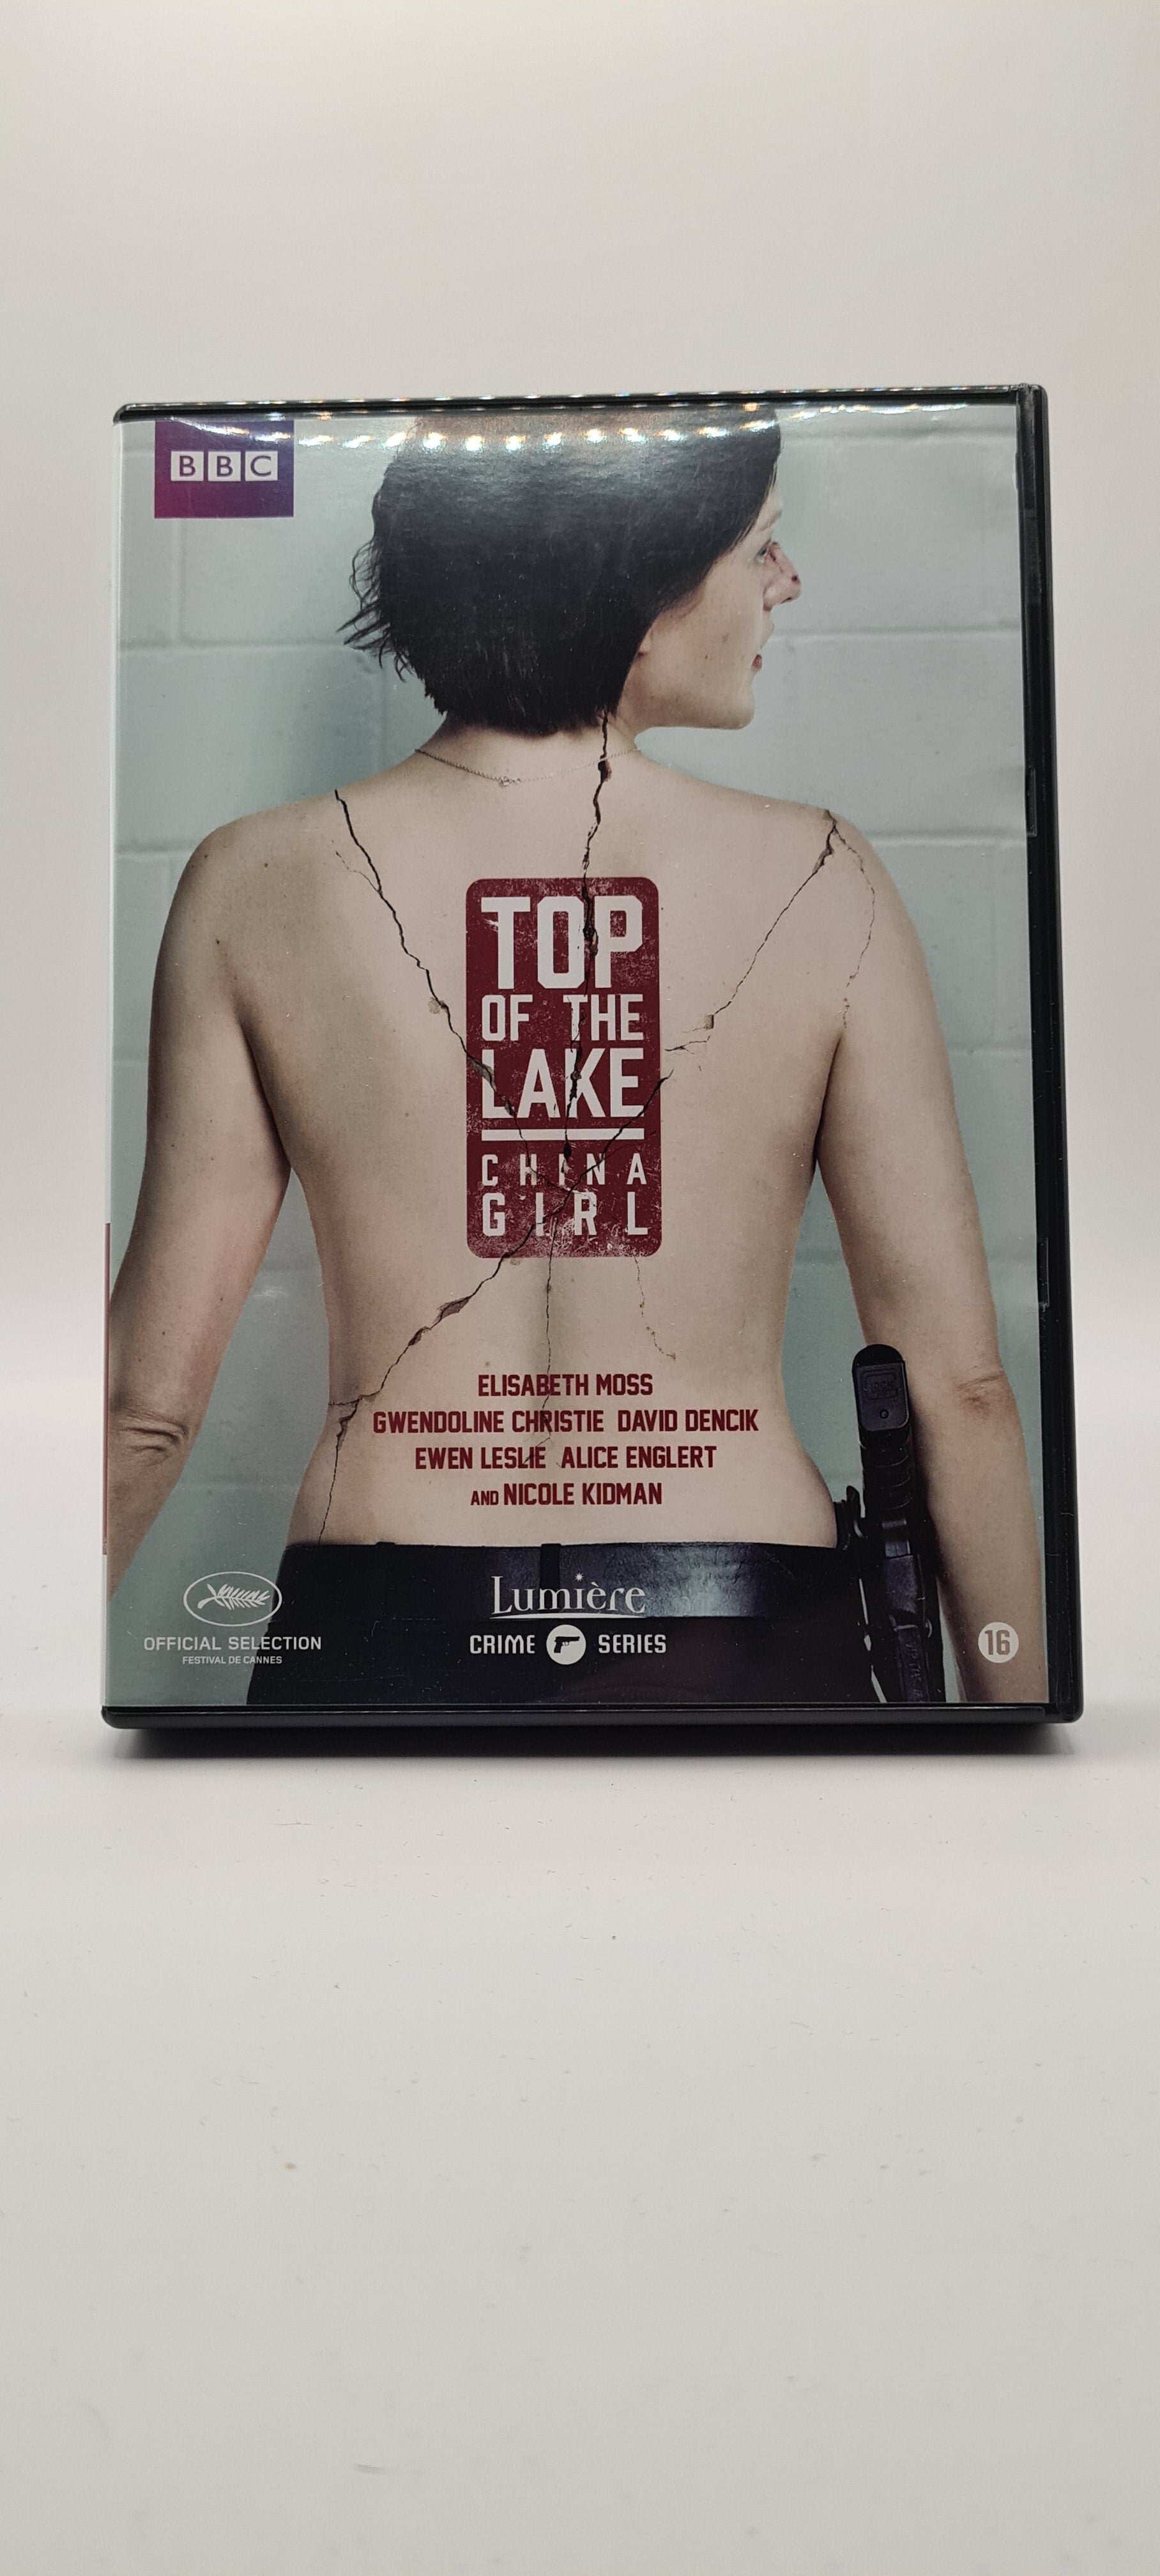 BBC
TOP
OF THE
LAKE
CHINA
GIRL
ELISABETH MOSS
GWENDOLINE CHRISTIE DAVID DENCIK
EWEN LESLIE ALICE ENGLERT
AND NICOLE KIDMAN
Lumière
CRIME SERIES
OFFICIAL SELECTION
FESTIVAL DE CANNES
16